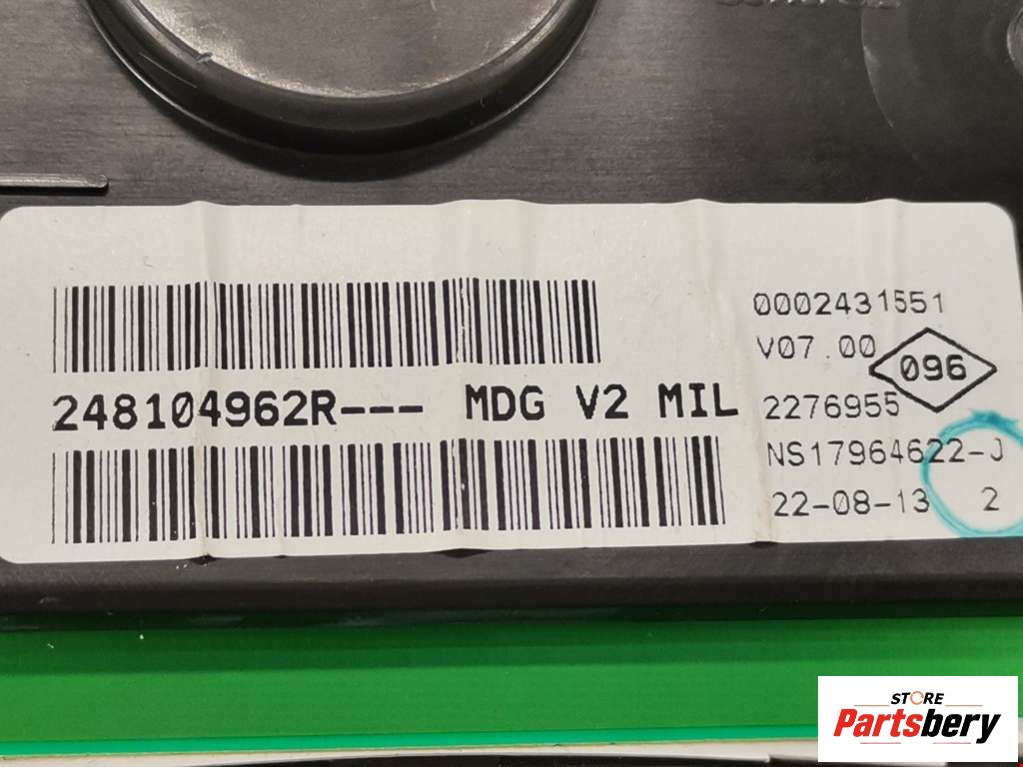 248104962R--- MDG V2 MIL
0002431551
V07.00
096
2276955
NS17964622-J
22-08-13 2
STORE
Partsbery